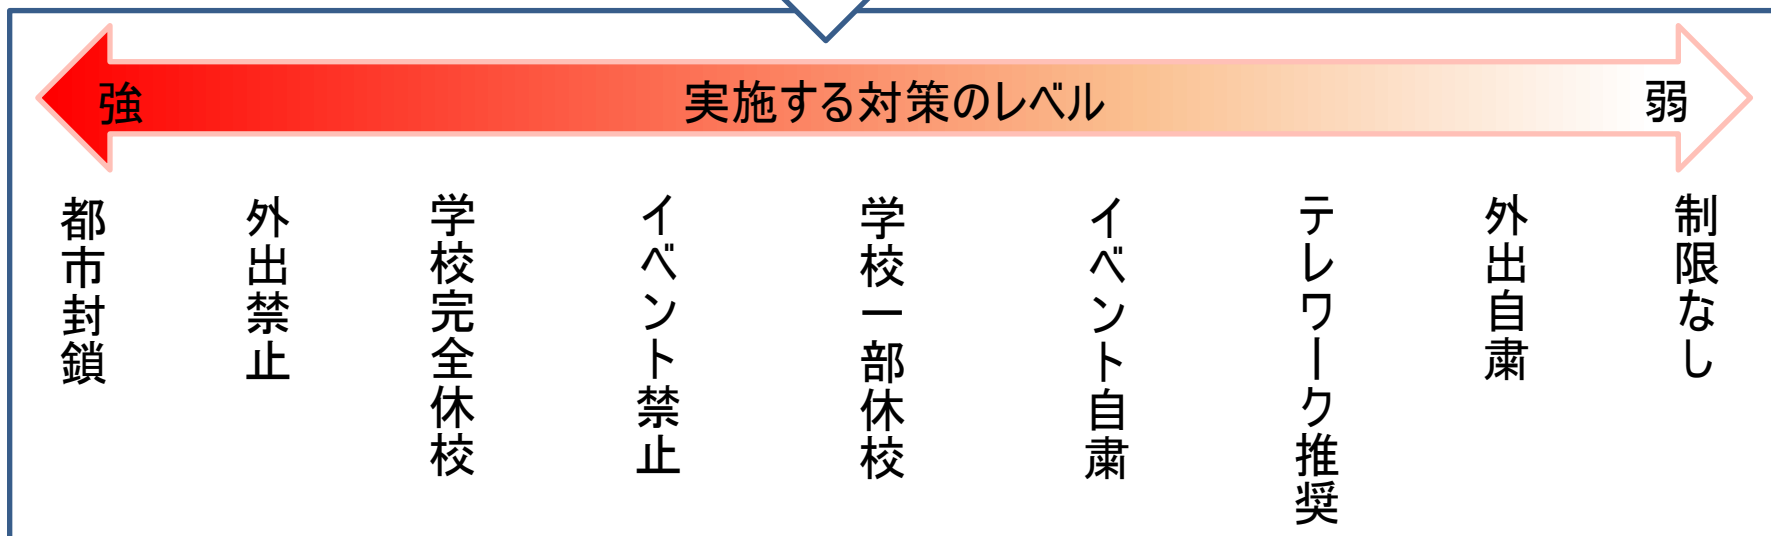 強 実施する対策のレベル 弱
都市封鎖
外出禁止
学校完全休校
イベント禁止
学校一部休校
イベント自粛
テレワーク推奨
外出自粛
制限なし